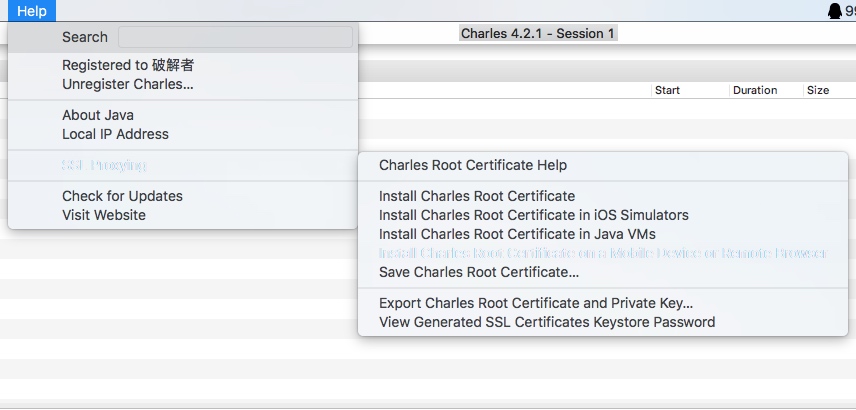 Help
99
Charles 4.2.1 - Session 1
Search
Registered to 破解者
Unregister Charles...
Start
Duration
Size
About Java
Local IP Address
SSL Proxying
Check for Updates
Visit Website
Charles Root Certificate Help
Install Charles Root Certificate
Install Charles Root Certificate in iOS Simulators
Install Charles Root Certificate in Java VMs
Install Charles Root Certificate on a Mobile Device or Remote Browser
Save Charles Root Certificate...
Export Charles Root Certificate and Private Key...
View Generated SSL Certificates Keystore Password